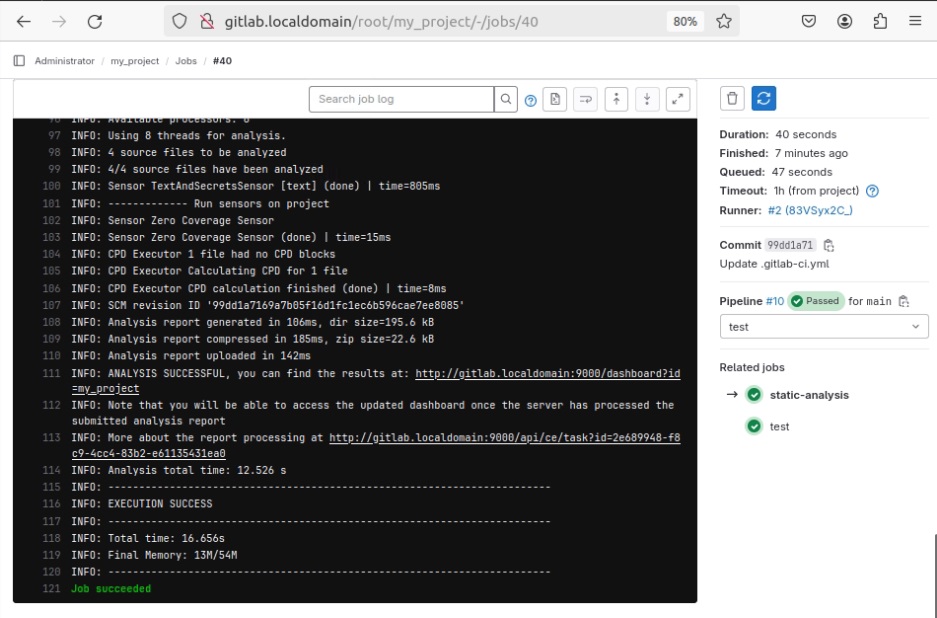 gitlab.localdomain/root/my_project/-/jobs/40
80%
Administrator / my_project / Jobs / #40
Search job log
96 INFO: Available processors: 8
97 INFO: Using 8 threads for analysis.
98 INFO: 4 source files to be analyzed
99 INFO: 4/4 source files have been analyzed
100 INFO: Sensor TextAndSecretsSensor [text] (done) | time=805ms
101 INFO: ------------- Run sensors on project
102 INFO: Sensor Zero Coverage Sensor
103 INFO: Sensor Zero Coverage Sensor (done) | time=15ms
104 INFO: CPD Executor 1 file had no CPD blocks
105 INFO: CPD Executor Calculating CPD for 1 file
106 INFO: CPD Executor CPD calculation finished (done) | time=8ms
107 INFO: SCM revision ID '99dd1a7169a7b05f16d1fc1ec6b596cae7ee8085'
108 INFO: Analysis report generated in 106ms, dir size=195.6 kB
109 INFO: Analysis report compressed in 185ms, zip size=22.6 kB
110 INFO: Analysis report uploaded in 142ms
111 INFO: ANALYSIS SUCCESSFUL, you can find the results at: http://gitlab.localdomain:9000/dashboard?id
=my_project
112 INFO: Note that you will be able to access the updated dashboard once the server has processed the
submitted analysis report
113 INFO: More about the report processing at http://gitlab.localdomain:9000/api/ce/task?id=2e689948-f8
c9-4cc4-83b2-e61135431ea0
114 INFO: Analysis total time: 12.526 s
115 INFO: ------------------------------------------------------------------------
116 INFO: EXECUTION SUCCESS
117 INFO: ------------------------------------------------------------------------
118 INFO: Total time: 16.656s
119 INFO: Final Memory: 13M/54M
120 INFO: ------------------------------------------------------------------------
121 Job succeeded
Duration: 40 seconds
Finished: 7 minutes ago
Queued: 47 seconds
Timeout: 1h (from project)
Runner: #2 (83VSyx2C_)
Commit 99dd1a71
Update .gitlab-ci.yml
Pipeline #10 Passed for main
test
Related jobs
→ static-analysis
test